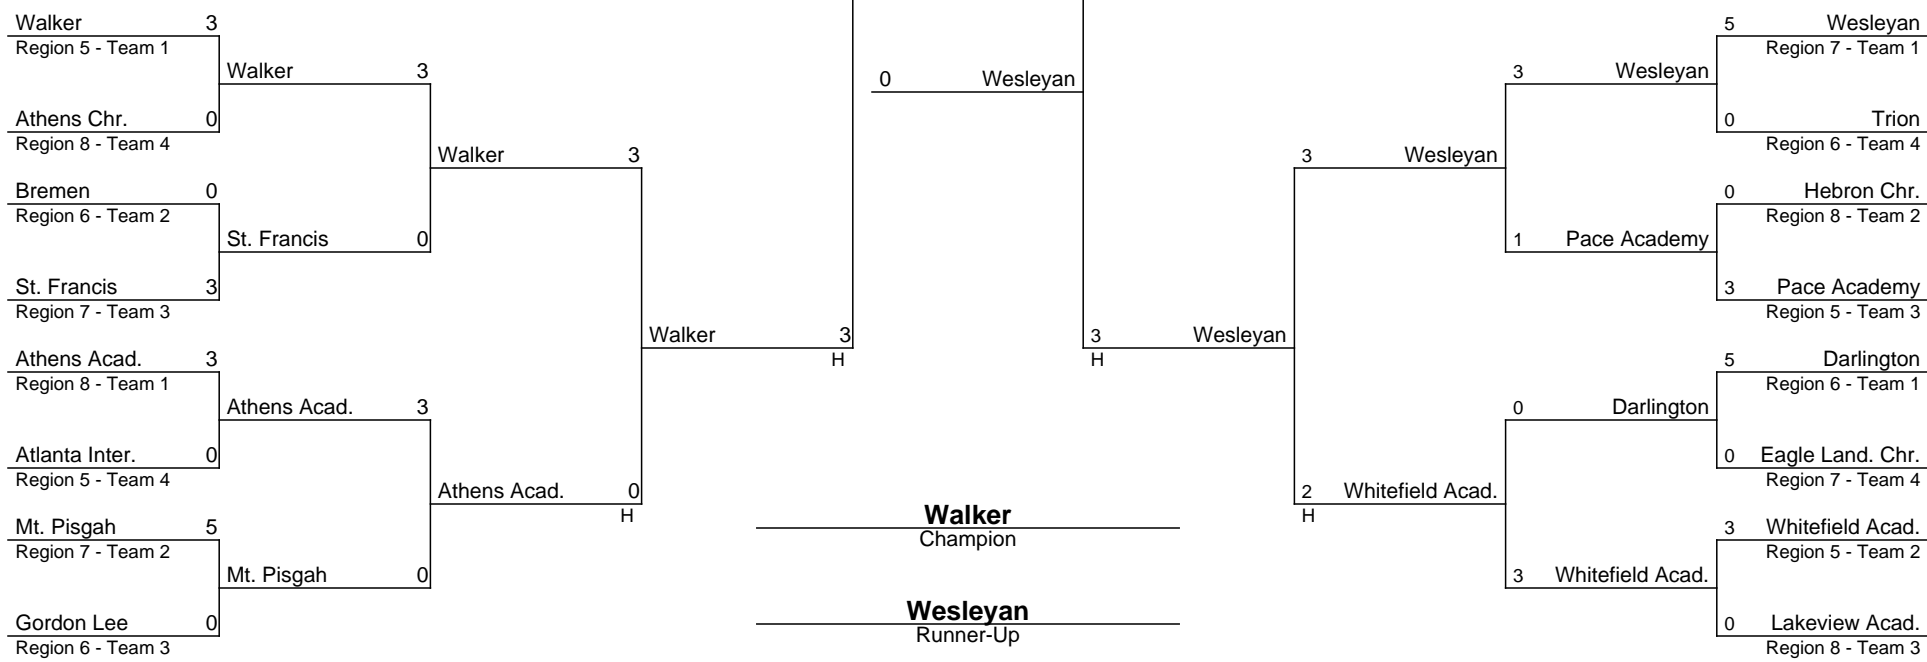 Walker 3
Region 5 - Team 1
Walker 3
Athens Chr. 0
Region 8 - Team 4
Walker 3
Bremen 0
Region 6 - Team 2
St. Francis 0
St. Francis 3
Region 7 - Team 3
Walker 3
H
Athens Acad. 3
Region 8 - Team 1
Athens Acad. 3
Atlanta Inter. 0
Region 5 - Team 4
Athens Acad. 0
H
Mt. Pisgah 5
Region 7 - Team 2
Mt. Pisgah 0
Gordon Lee 0
Region 6 - Team 3
0 Wesleyan
Walker
Champion
Wesleyan
Runner-Up
5 Wesleyan
Region 7 - Team 1
3 Wesleyan
0 Trion
Region 6 - Team 4
3 Wesleyan
0 Hebron Chr.
Region 8 - Team 2
1 Pace Academy
3 Pace Academy
Region 5 - Team 3
3 Wesleyan
H
5 Darlington
Region 6 - Team 1
0 Darlington
0 Eagle Land. Chr.
Region 7 - Team 4
2 Whitefield Acad.
H
3 Whitefield Acad.
Region 5 - Team 2
3 Whitefield Acad.
0 Lakeview Acad.
Region 8 - Team 3